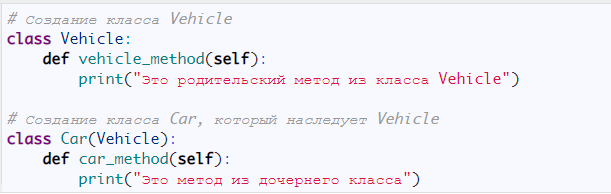 # Создание класса Vehicle
class Vehicle:
    def vehicle_method(self):
        print("Это родительский метод из класса Vehicle")

# Создание класса Car, который наследует Vehicle
class Car(Vehicle):
    def car_method(self):
        print("Это метод из дочернего класса")